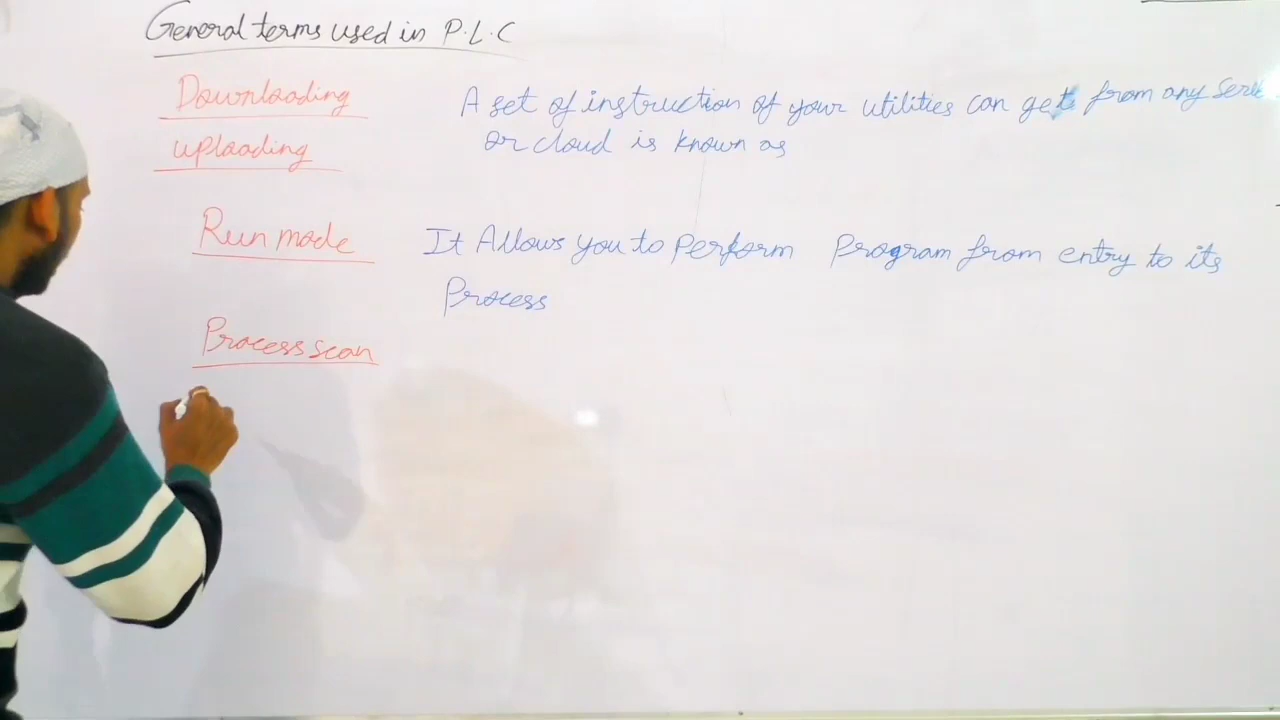 General terms used in P.L.C
Downloading
A set of instruction of your utilities can get from any
uploading
or cloud is known as
Run mode
It Allows you to Perform Program from entry to its
Process
Process scan